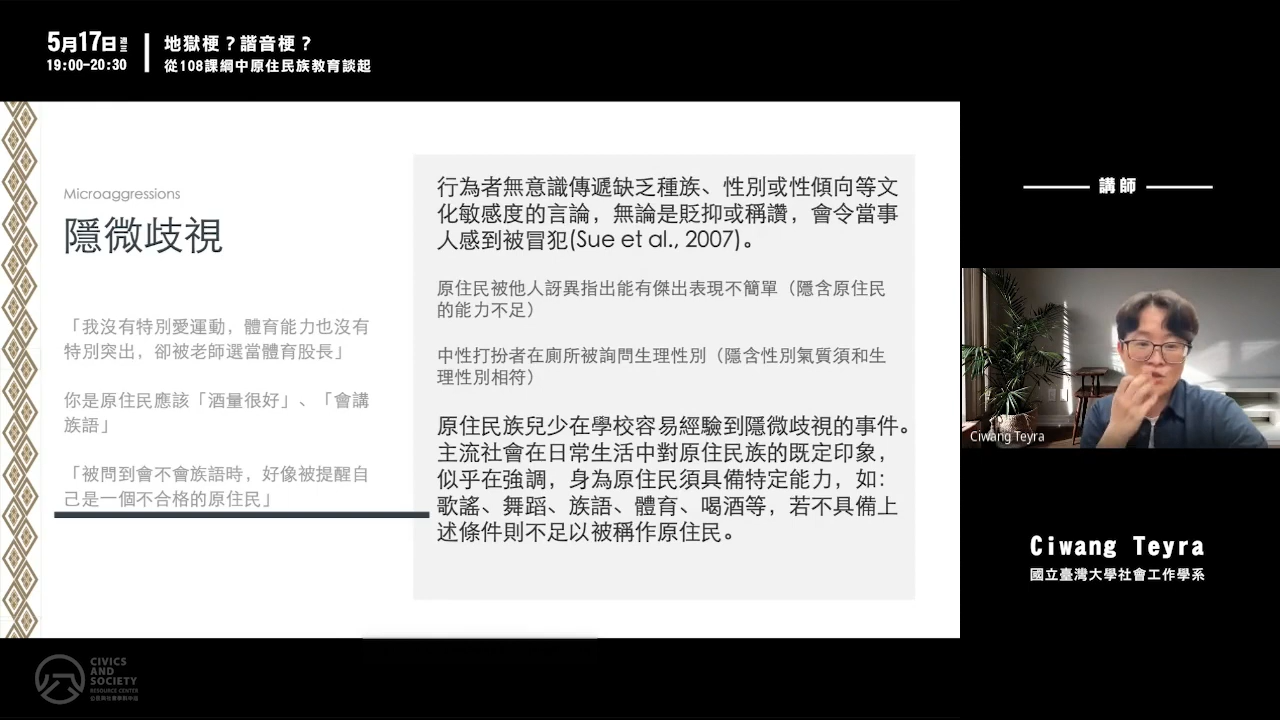 5月17日 週三
19:00-20:30
地獄梗？諧音梗？
從108課綱中原住民族教育談起
Microaggressions
隱微歧視
「我沒有特別愛運動，體育能力也沒有
特別突出，卻被老師選當體育股長」
你是原住民應該「酒量很好」、「會講
族語」
「被問到會不會族語時，好像被提醒自
己是一個不合格的原住民」
行為者無意識傳遞缺乏種族、性別或性傾向等文
化敏感度的言論，無論是貶抑或稱讚，會令當事
人感到被冒犯(Sue et al., 2007)。
原住民被他人訝異指出能有傑出表現不簡單（隱含原住民
的能力不足）
中性打扮者在廁所被詢問生理性別（隱含性別氣質須和生
理性別相符）
原住民族兒少在學校容易經驗到隱微歧視的事件。
主流社會在日常生活中對原住民族的既定印象，
似乎在強調，身為原住民須具備特定能力，如：
歌謠、舞蹈、族語、體育、喝酒等，若不具備上
述條件則不足以被稱作原住民。
講師
Ciwang Teyra
Ciwang Teyra
國立臺灣大學社會工作學系
CIVICS
AND
SOCIETY
RESOURCE CENTER
公民與社會學科中心